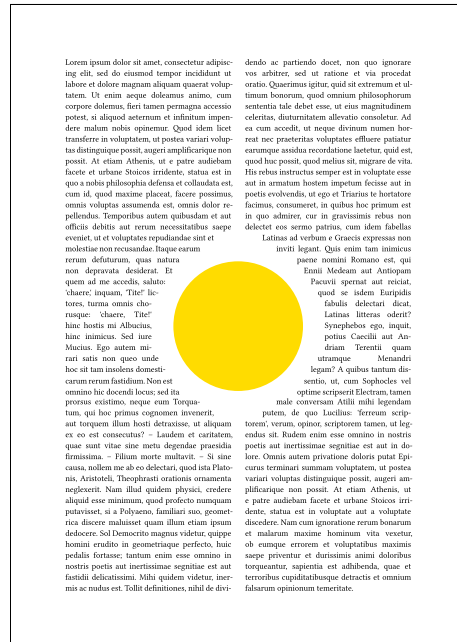 Lorem ipsum dolor sit amet, consectetur adipisc-
ing elit, sed do eiusmod tempor incididunt ut
labore et dolore magnam aliquam quaerat volup-
tatem. Ut enim aeque doleamus animo, cum
corpore dolemus, fieri tamen permagna accessio
potest, si aliquod aeternum et infinitum impen-
dere malum nobis opinemur. Quod idem licet
transferre in voluptatem, ut postea variari volup-
tas distinguique possit, augeri amplificarique non
possit. At etiam Athenis, ut e patre audiebam
facete et urbane Stoicos irridente, statua est in
quo a nobis philosophia defensa et collaudata est,
cum id, quod maxime placeat, facere possimus,
omnis voluptas assumenda est, omnis dolor re-
pellendus. Temporibus autem quibusdam et aut
officiis debitis aut rerum necessitatibus saepe
eveniet, ut et voluptates repudiandae sint et
molestiae non recusandae. Itaque earum
rerum defuturum, quas natura
non depravata desiderat. Et
quem ad me accedis, saluto:
'chaere,' inquam, 'Tite!' lic-
tores, turma omnis cho-
rusque: 'chaere, Tite!'
hinc hostis mi Albucius,
hinc inimicus. Sed iure
Mucius. Ego autem mi-
rari satis non queo unde
hoc sit tam insolens domesti-
carum rerum fastidium. Non est
omnino hic docendi locus; sed ita
prorsus existimo, neque eum Torqua-
tum, qui hoc primus cognomen invenerit,
aut torquem illum hosti detraxisse, ut aliquam
ex eo est consecutus? – Laudem et caritatem,
quae sunt vitae sine metu degendae praesidia
firmissima. – Filium morte multavit. – Si sine
causa, nollem me ab eo delectari, quod ista Plato-
nis, Aristoteli, Theophrasti orationis ornamenta
neglexerit. Nam illud quidem physici, credere
aliquid esse minimum, quod profecto numquam
putavisset, si a Polyaeno, familiari suo, geomet-
rica discere maluisset quam illum etiam ipsum
dedocere. Sol Democrito magnus videtur, quippe
homini erudito in geometriaeque perfecto, huic
pedalis fortasse; tantum enim esse omnino in
nostris poetis aut inertissimae segnitiae est aut
fastidii delicatissimi. Mihi quidem videtur, iner-
mis ac nudus est. Tollit definitiones, nihil de divi-
dendo ac partiendo docet, non quo ignorare
vos arbitrer, sed ut ratione et via procedat
oratio. Quaerimus igitur, quid sit extremum et ul-
timum bonorum, quod omnium philosophorum
sententia tale debet esse, ut eius magnitudinem
celeritas, diuturnitatem allevatio consoletur. Ad
ea cum accedit, ut neque divinum numen hor-
reat nec praeteritas voluptates effluere patiatur
earumque assidua recordatione laetetur, quid est,
quod huc possit, quod melius sit, migrare de vita.
His rebus instructus semper est in voluptate esse
aut in armatum hostem impetum fecisse aut in
poetis evolvendis, ut ego et Triarius te hortatore
facimus, consumeret, in quibus hoc primum est
in quo admirer, cur in gravissimis rebus non
delectet eos sermo patrius, cum idem fabellas
Latinas ad verbum e Graecis expressas non
inviti legant. Quis enim tam inimicus
paene nomini Romano est, qui
Ennii Medeam aut Antiopam
Pacuvii spernat aut reiciat,
quod se isdem Euripidis
fabulis delectari dicat,
Latinas litteras oderit?
Synephebos ego, inquit,
potius Caecilii aut An-
driam Terentii quam
utramque Menandri
legam? A quibus tantum dis-
sentio, ut, cum Sophocles vel
optime scripserit Electram, tamen
male conversam Atilii mihi legendam
putem, de quo Lucilius: 'ferreum scrip-
torem', verum, opinor, scriptorem tamen, ut leg-
endus sit. Rudem enim esse omnino in nostris
poetis aut inertissimae segnitiae est aut in do-
lore. Omnis autem privatione doloris putat Epi-
curus terminari summam voluptatem, ut postea
variari voluptas distinguique possit, augeri am-
plificarique non possit. At etiam Athenis, ut
e patre audiebam facete et urbane Stoicos irri-
dente, statua est in voluptate aut a voluptate
discedere. Nam cum ignoratione rerum bonarum
et malarum maxime hominum vita vexetur,
ob eumque errorem et voluptatibus maximis
saepe priventur et durissimis animi doloribus
torqueantur, sapientia est adhibenda, quae et
terroribus cupiditatibusque detractis et omnium
falsarum opinionum temeritate.